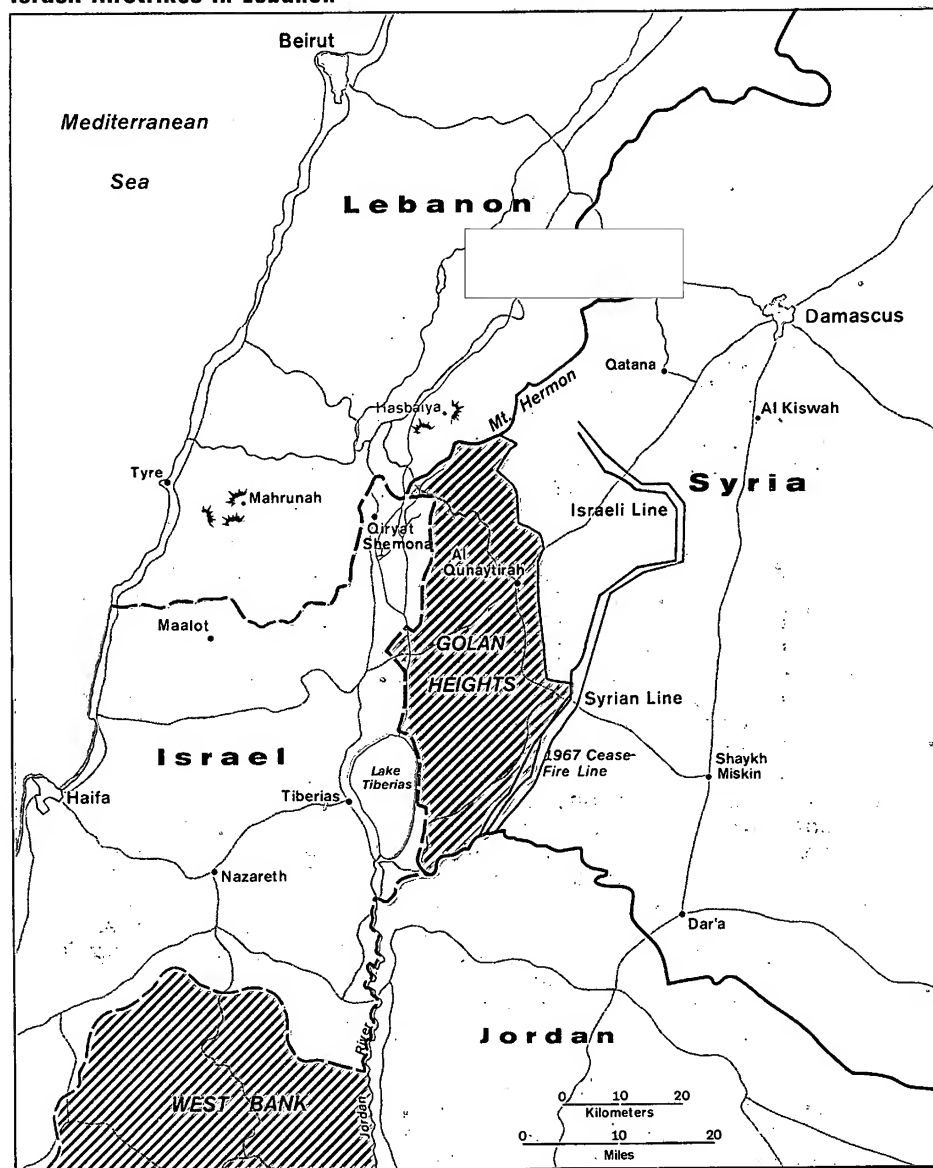 Israeli Airstrikes in Lebanon
Beirut
Mediterranean
Sea
Lebanon
Damascus
Qatana
Mt. Hermon
Hasbaiya
Al Kiswah
Tyre
Mahrunah
Syria
Israeli Line
Qiryat
Shemona
Al
Qunaytirah
Maalot
GOLAN
HEIGHTS
Syrian Line
Israel
1967 Cease-
Fire Line
Shaykh
Miskin
Lake
Tiberias
Haifa
Tiberias
Nazareth
Dar'a
Jordan
Jordan River
WEST BANK
0 10 20
Kilometers
0 10 20
Miles